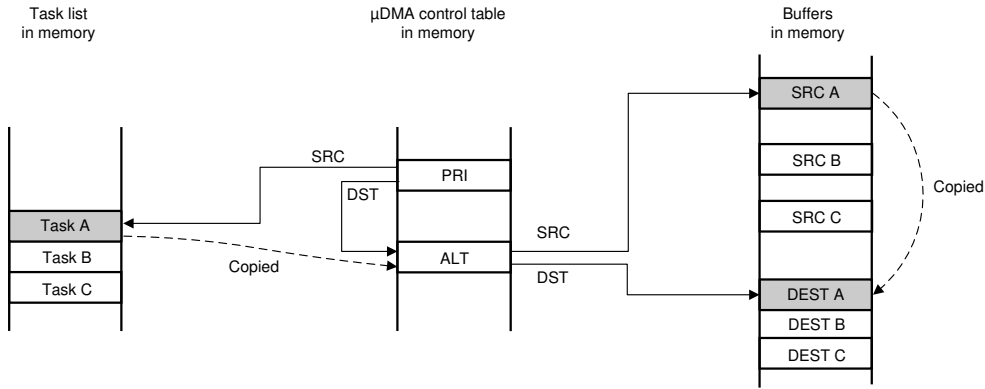 Task list
in memory
µDMA control table
in memory
Buffers
in memory
SRC A
SRC
PRI
SRC B
DST
Copied
SRC C
Task A
SRC
Task B
ALT
Copied
DST
Task C
DEST A
DEST B
DEST C